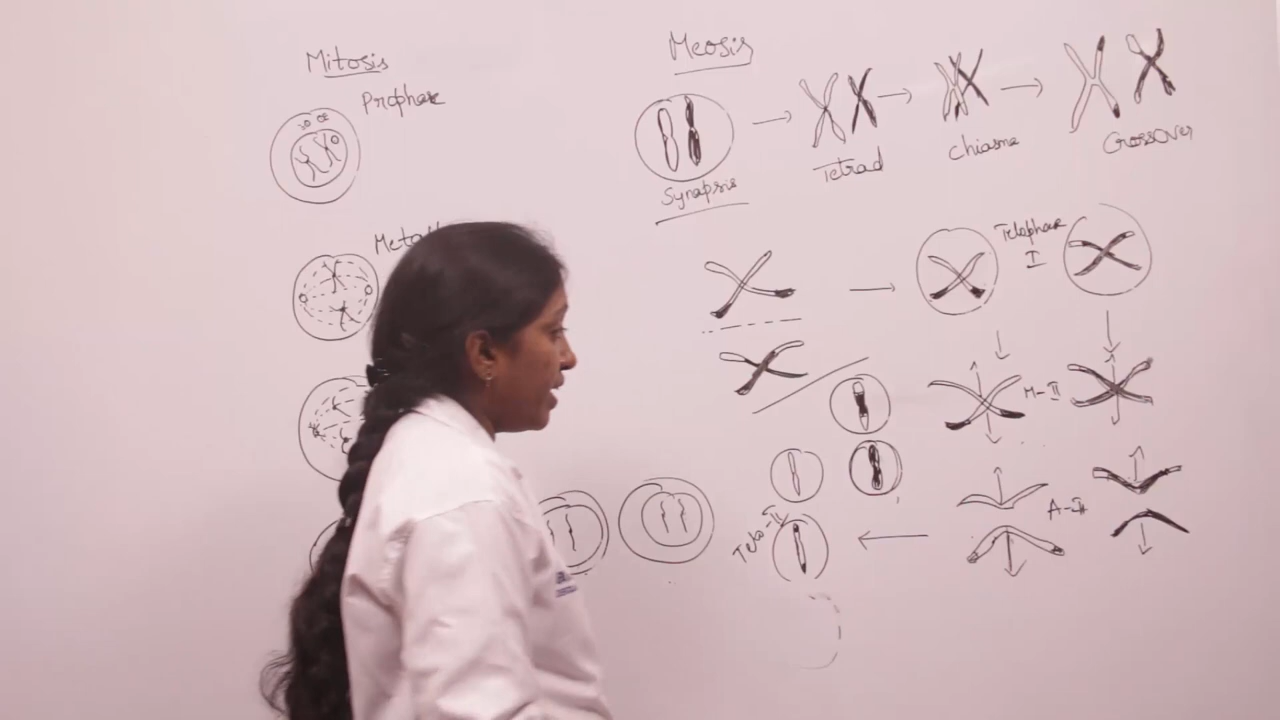 Mitosis
Prophase
Meosis
Synapsis
Tetrad
chiasma
CrossOver
Telophase
I
M-II
A-II
Telo-II